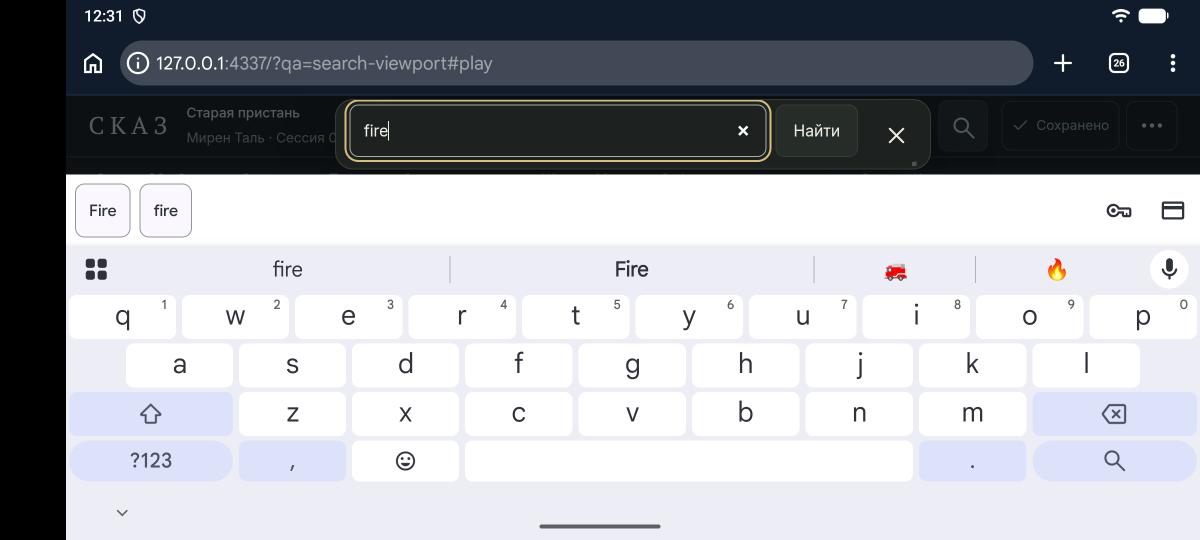 12:31
127.0.0.1:4337/?qa=search-viewport#play
26
СКАЗ
Старая пристань
Мирен Таль · Сессия 0
fire
Найти
Сохранено
Fire
fire
fire
Fire
q 1 w 2 e 3 r 4 t 5 y 6 u 7 i 8 o 9 p 0
a s d f g h j k l
z x c v b n m
?123 , .